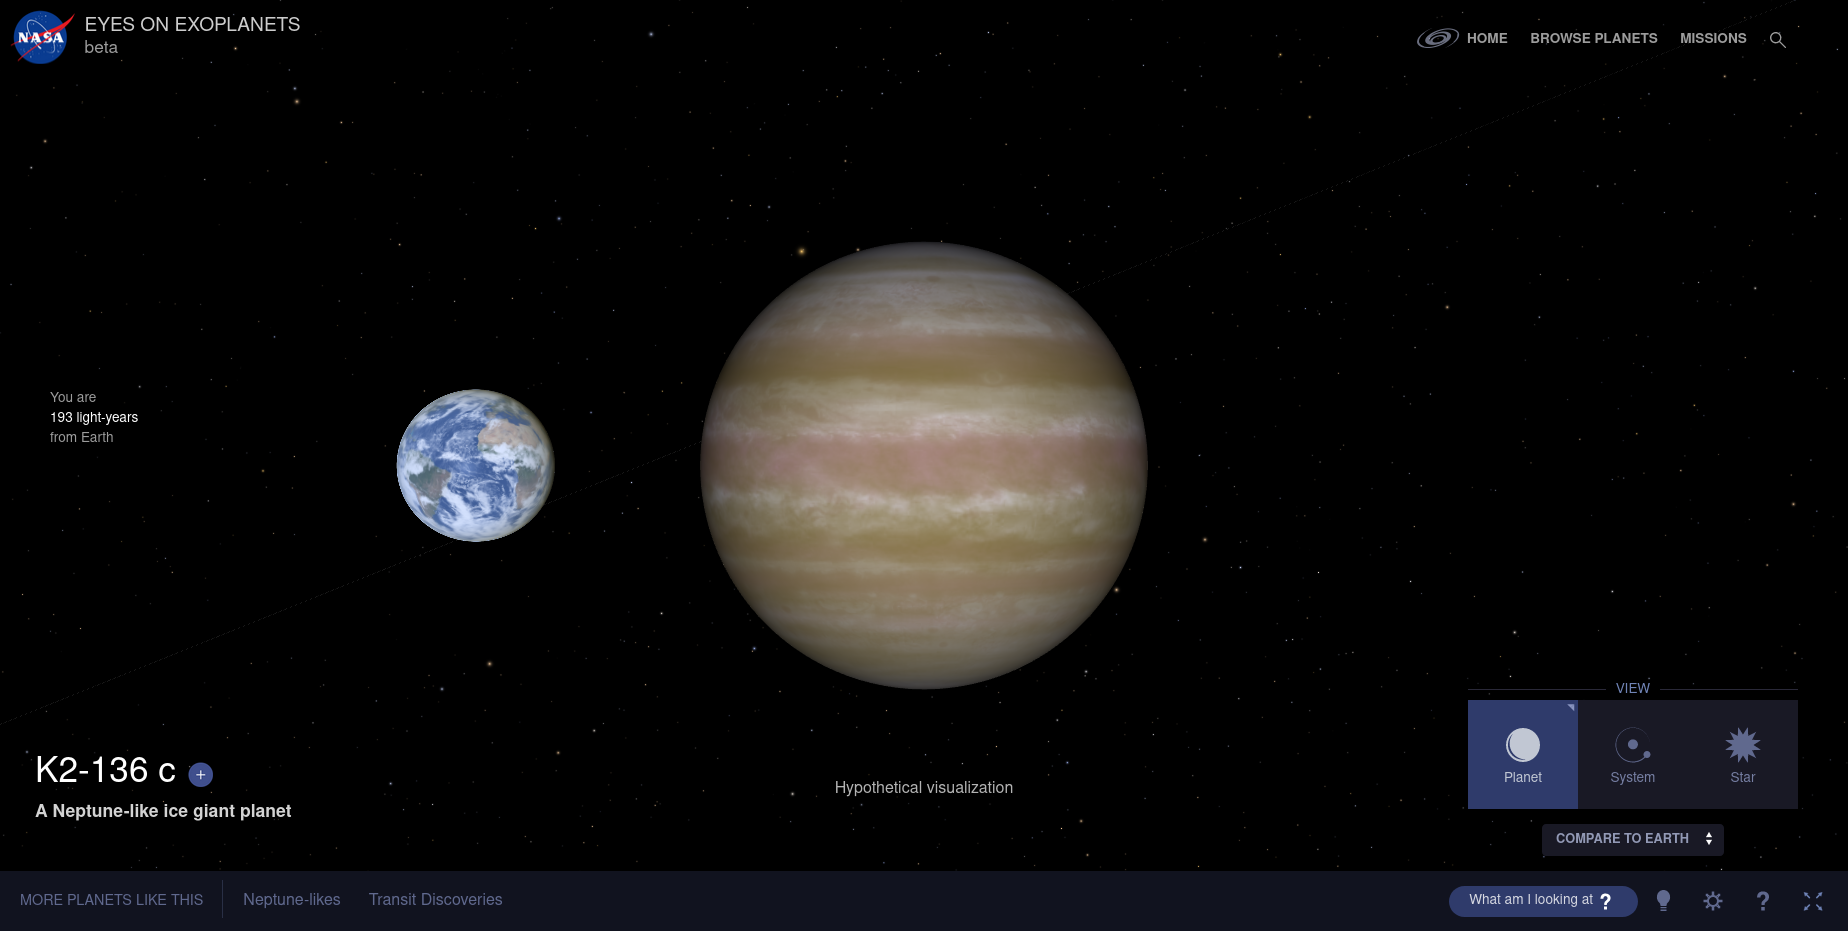 NASA
EYES ON EXOPLANETS
beta
HOME
BROWSE PLANETS
MISSIONS
You are
193 light-years
from Earth
K2-136 c +
A Neptune-like ice giant planet
Hypothetical visualization
VIEW
Planet
System
Star
COMPARE TO EARTH
MORE PLANETS LIKE THIS
Neptune-likes
Transit Discoveries
What am I looking at ?
?